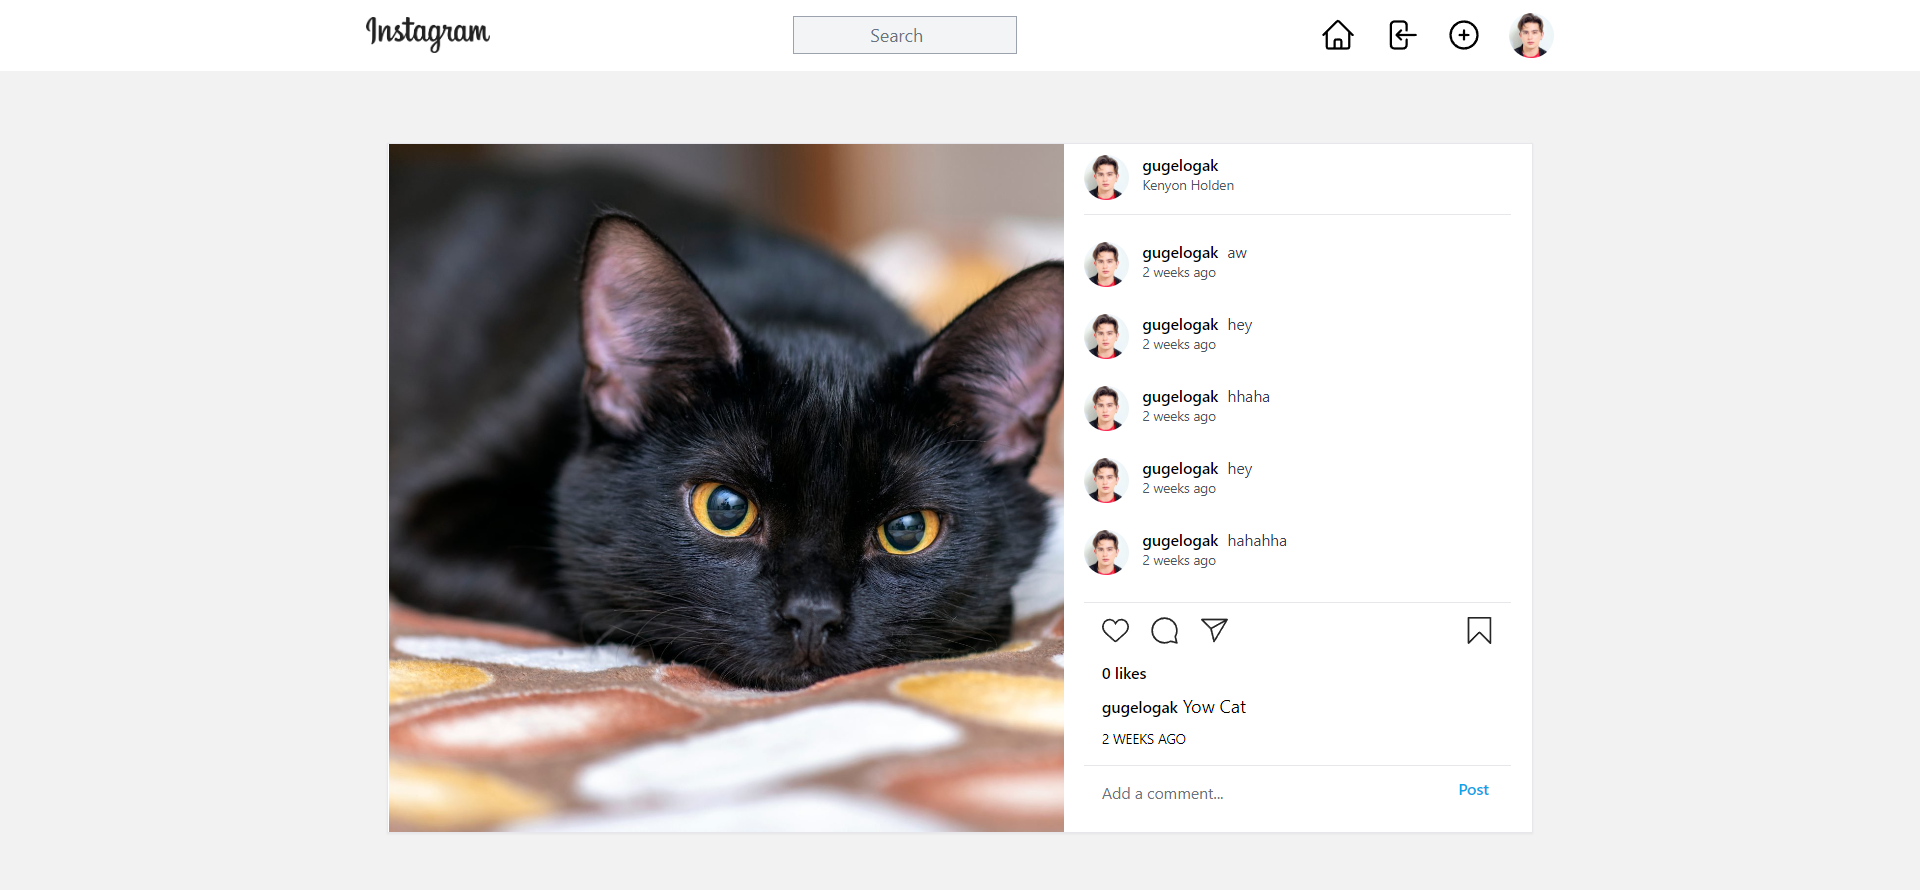 Instagram
Search
gugelogak
Kenyon Holden
gugelogak aw
2 weeks ago
gugelogak hey
2 weeks ago
gugelogak hhaha
2 weeks ago
gugelogak hey
2 weeks ago
gugelogak hahahha
2 weeks ago
0 likes
gugelogak Yow Cat
2 WEEKS AGO
Add a comment...
Post